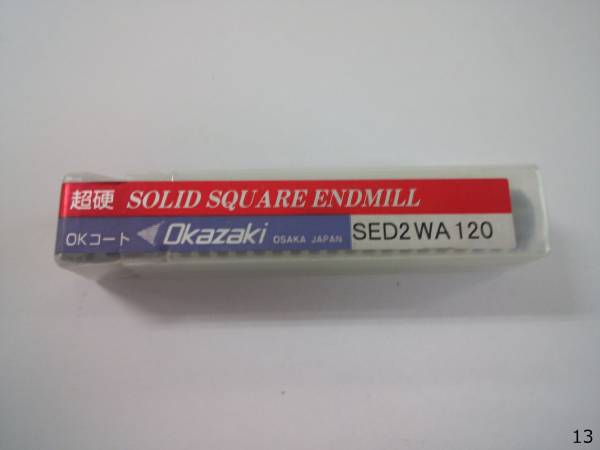 超硬 SOLID SQUARE ENDMILL
OKコート Okazaki OSAKA JAPAN SED2WA120
13